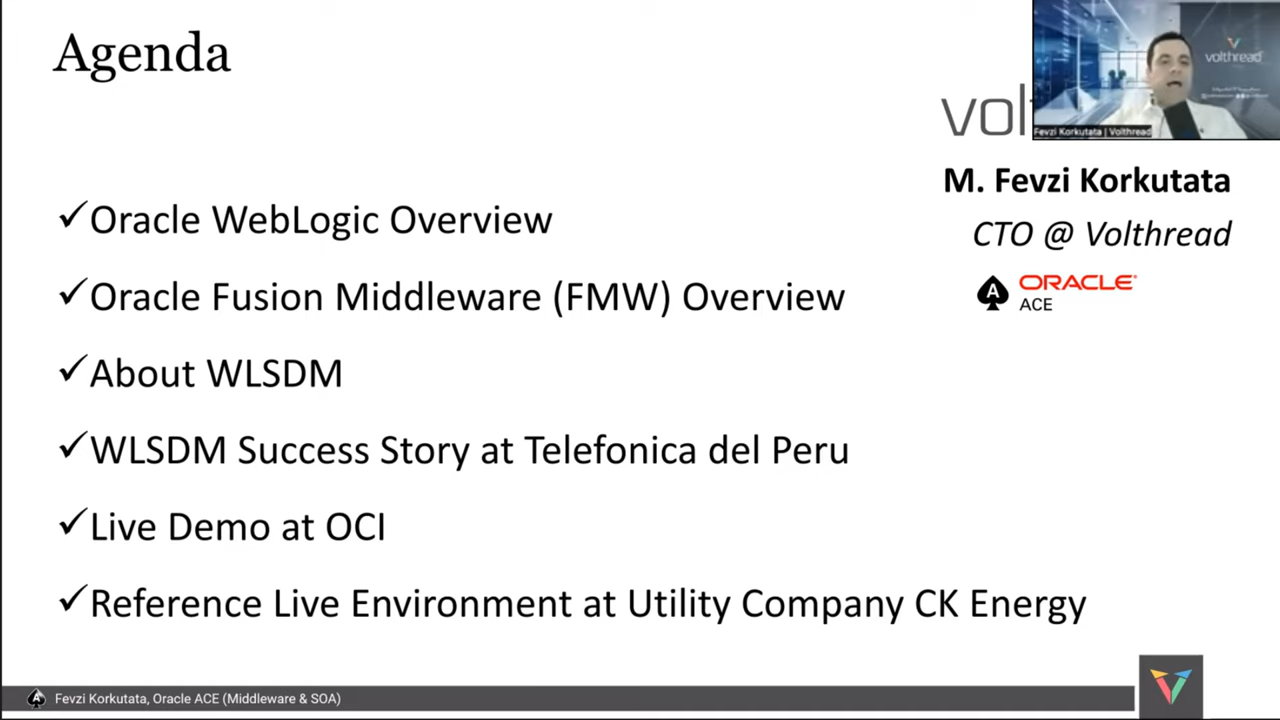 Agenda
volthread
vol
Fevzi Korkutata | Volthread
M. Fevzi Korkutata
CTO @ Volthread
ORACLE
ACE
✓Oracle WebLogic Overview
✓Oracle Fusion Middleware (FMW) Overview
✓About WLSDM
✓WLSDM Success Story at Telefonica del Peru
✓Live Demo at OCI
✓Reference Live Environment at Utility Company CK Energy
Fevzi Korkutata, Oracle ACE (Middleware & SOA)